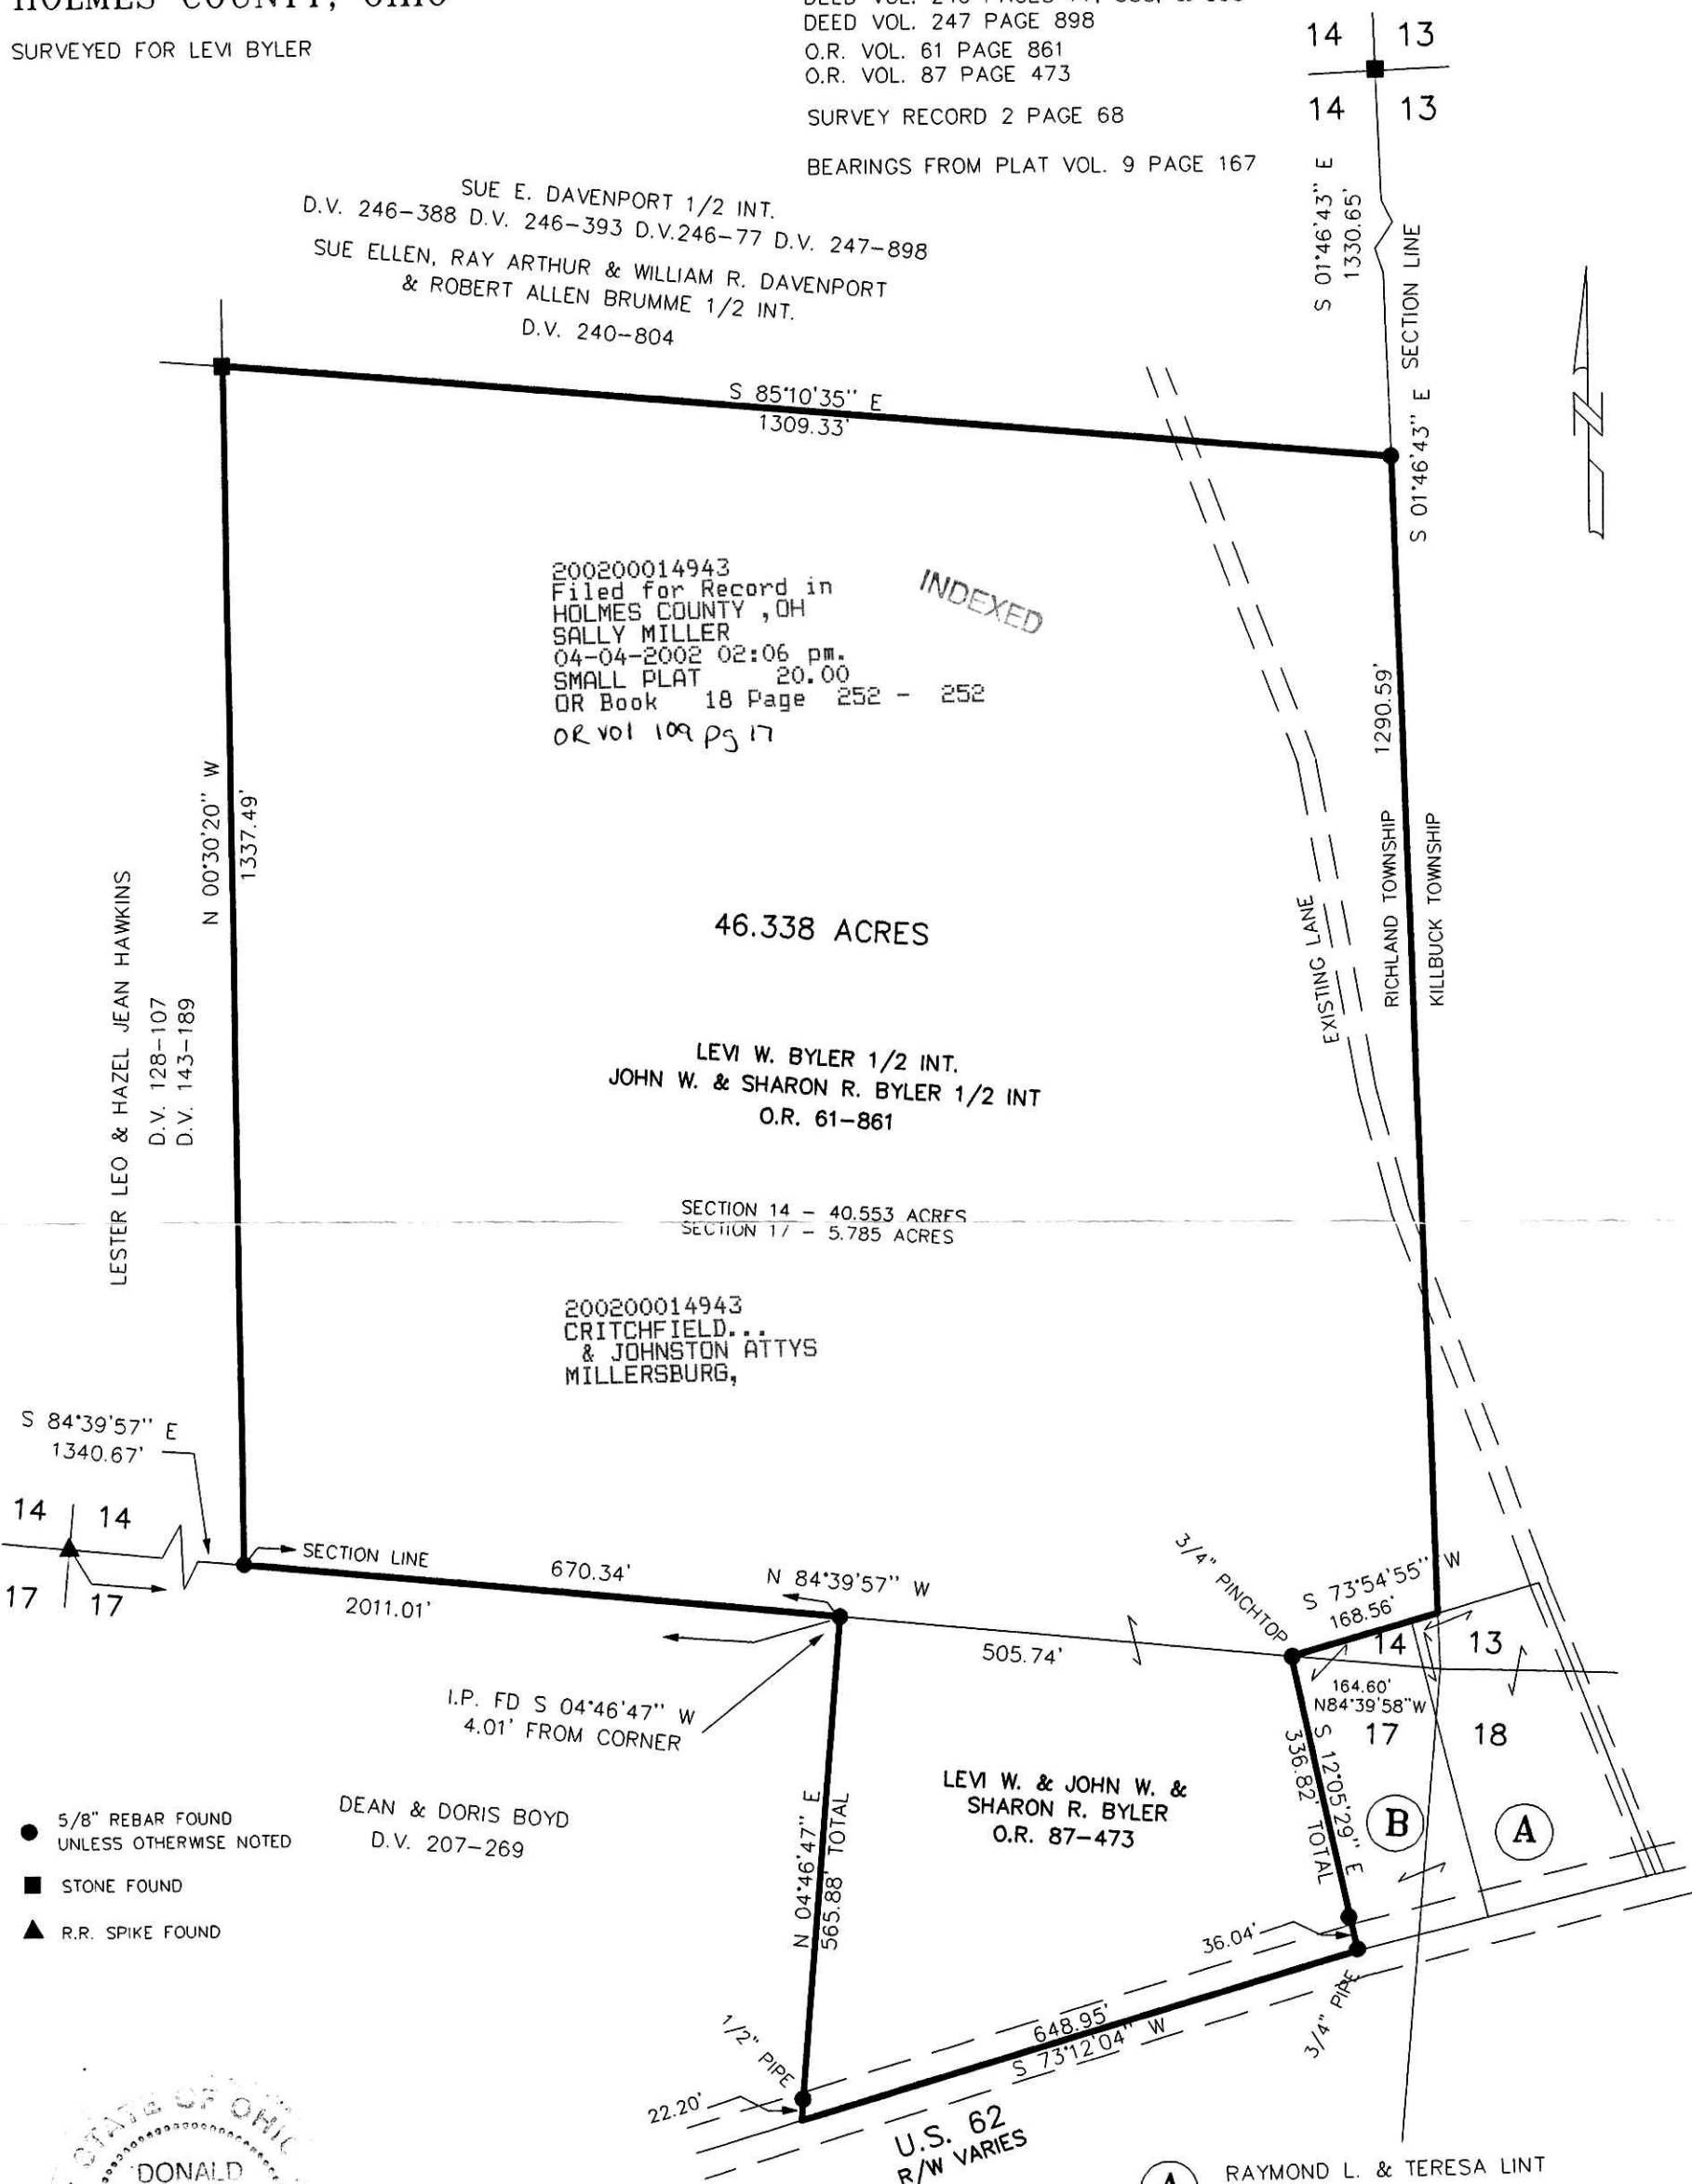 HOLMES COUNTY, OHIO
SURVEYED FOR LEVI BYLER
DEED VOL. 247 PAGE 898
O.R. VOL. 61 PAGE 861
O.R. VOL. 87 PAGE 473
SURVEY RECORD 2 PAGE 68
BEARINGS FROM PLAT VOL. 9 PAGE 167
14 13
14 13
S 01°46'43" E
1330.65'
S 01°46'43" E SECTION LINE
SUE E. DAVENPORT 1/2 INT.
D.V. 246-388 D.V. 246-393 D.V.246-77 D.V. 247-898
SUE ELLEN, RAY ARTHUR & WILLIAM R. DAVENPORT
& ROBERT ALLEN BRUMME 1/2 INT.
D.V. 240-804
N
S 85°10'35" E
1309.33'
200200014943
Filed for Record in
HOLMES COUNTY ,OH
SALLY MILLER
04-04-2002 02:06 pm.
SMALL PLAT 20.00
OR Book 18 Page 252 - 252
OR VOl 109 pg 17
INDEXED
1290.59'
N 00°30'20" W
1337.49'
RICHLAND TOWNSHIP
KILLBUCK TOWNSHIP
EXISTING LANE
46.338 ACRES
LESTER LEO & HAZEL JEAN HAWKINS
D.V. 128-107
D.V. 143-189
LEVI W. BYLER 1/2 INT.
JOHN W. & SHARON R. BYLER 1/2 INT
O.R. 61-861
SECTION 14 - 40.553 ACRES
SECTION 17 - 5.785 ACRES
200200014943
CRITCHFIELD...
& JOHNSTON ATTYS
MILLERSBURG,
S 84°39'57" E
1340.67'
14 14
17 17
SECTION LINE
670.34'
N 84°39'57" W
2011.01'
505.74'
3/4" PINCHTOP
S 73°54'55" W
168.56'
14 13
164.60'
N84°39'58"W
17 18
I.P. FD S 04°46'47" W
4.01' FROM CORNER
S 12°05'29" E
336.82' TOTAL
B
A
LEVI W. & JOHN W. &
SHARON R. BYLER
O.R. 87-473
N 04°46'47" E
565.88' TOTAL
DEAN & DORIS BOYD
D.V. 207-269
5/8" REBAR FOUND
UNLESS OTHERWISE NOTED
STONE FOUND
R.R. SPIKE FOUND
36.04'
3/4" PIPE
648.95'
S 73°12'04" W
1/2" PIPE
22.20'
U.S. 62
R/W VARIES
STATE OF OHIO
DONALD
A
RAYMOND L. & TERESA LINT